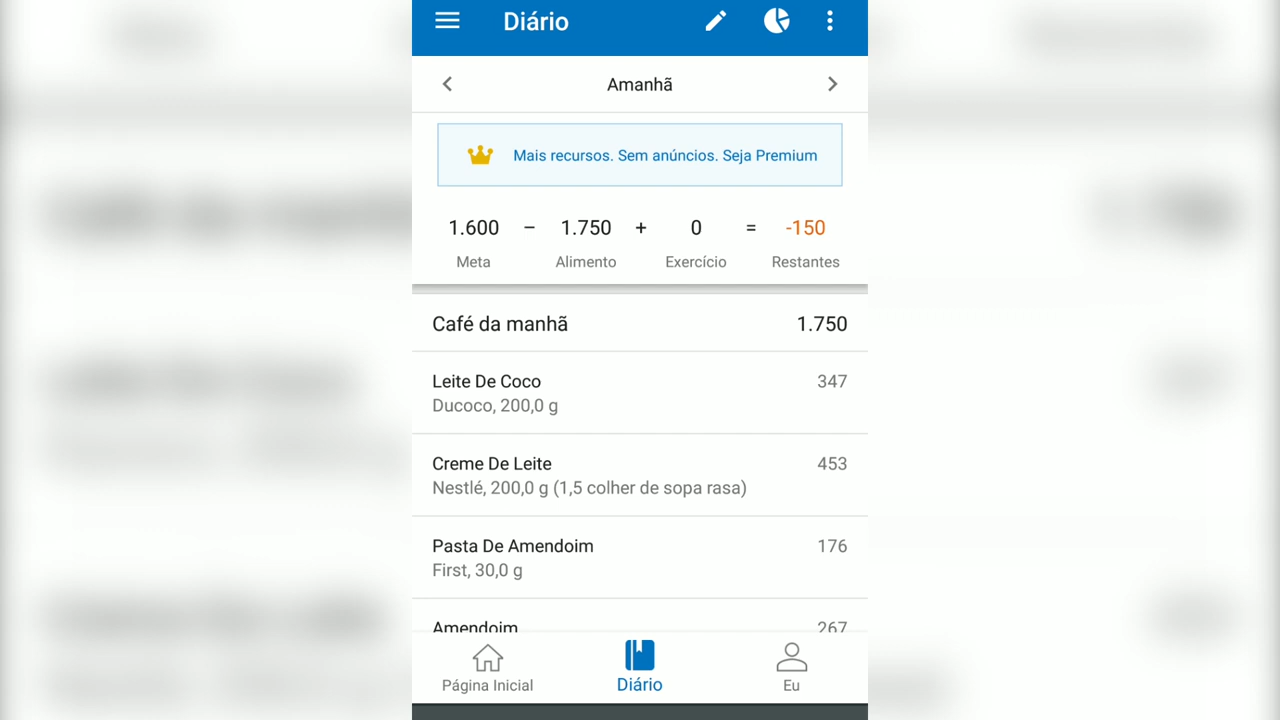 Diário
Amanhã
Mais recursos. Sem anúncios. Seja Premium
1.600 − 1.750 + 0 = -150
Meta Alimento Exercício Restantes
Café da manhã 1.750
Leite De Coco 347
Ducoco, 200,0 g
Creme De Leite 453
Nestlé, 200,0 g (1,5 colher de sopa rasa)
Pasta De Amendoim 176
First, 30,0 g
Amendoim 267
Página Inicial Diário Eu